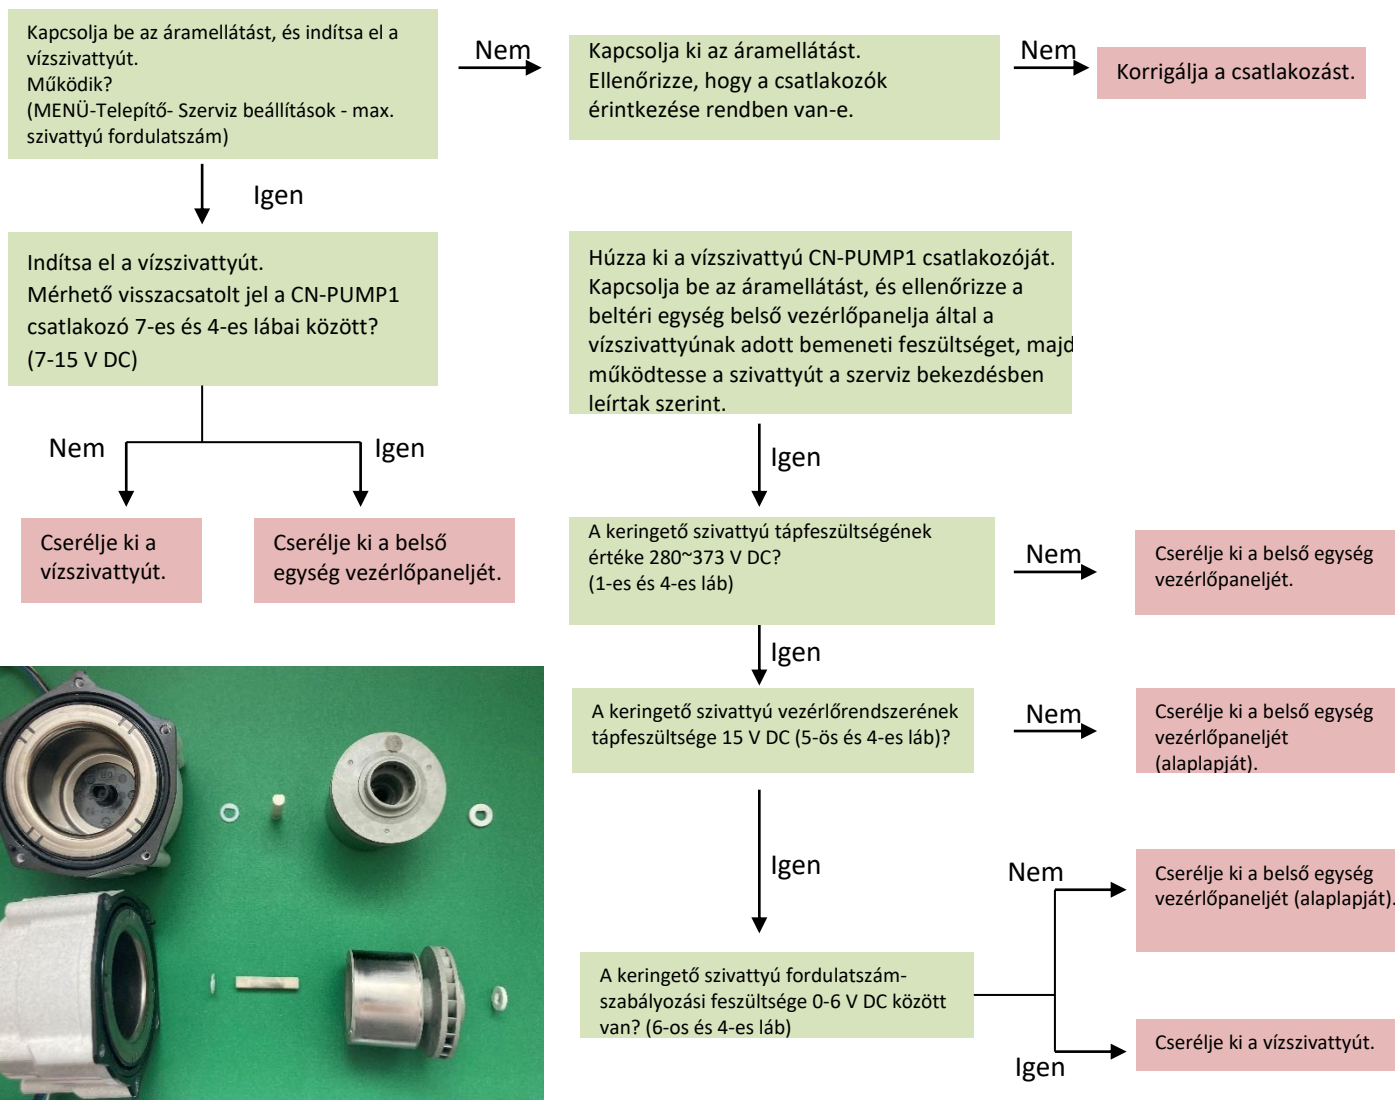 Kapcsolja be az áramellátást, és indítsa el a
vízszivattyút.
Működik?
(MENÜ-Telepítő- Szerviz beállítások - max.
szivattyú fordulatszám)
Nem
Kapcsolja ki az áramellátást.
Ellenőrizze, hogy a csatlakozók
érintkezése rendben van-e.
Nem
Korrigálja a csatlakozást.
Igen
Indítsa el a vízszivattyút.
Mérhető visszacsatolt jel a CN-PUMP1
csatlakozó 7-es és 4-es lábai között?
(7-15 V DC)
Nem
Igen
Cserélje ki a
vízszivattyút.
Cserélje ki a belső
egység vezérlőpaneljét.
Húzza ki a vízszivattyú CN-PUMP1 csatlakozóját.
Kapcsolja be az áramellátást, és ellenőrizze a
beltéri egység belső vezérlőpanelja által a
vízszivattyúnak adott bemeneti feszültséget, majd
működtesse a szivattyút a szerviz bekezdésben
leírtak szerint.
Igen
A keringető szivattyú tápfeszültségének
értéke 280~373 V DC?
(1-es és 4-es láb)
Nem
Cserélje ki a belső egység
vezérlőpaneljét.
Igen
A keringető szivattyú vezérlőrendszerének
tápfeszültsége 15 V DC (5-ös és 4-es láb)?
Nem
Cserélje ki a belső egység
vezérlőpaneljét
(alaplapját).
Igen
A keringető szivattyú fordulatszám-
szabályozási feszültsége 0-6 V DC között
van? (6-os és 4-es láb)
Nem
Cserélje ki a belső egység
vezérlőpaneljét (alaplapját).
Igen
Cserélje ki a vízszivattyút.